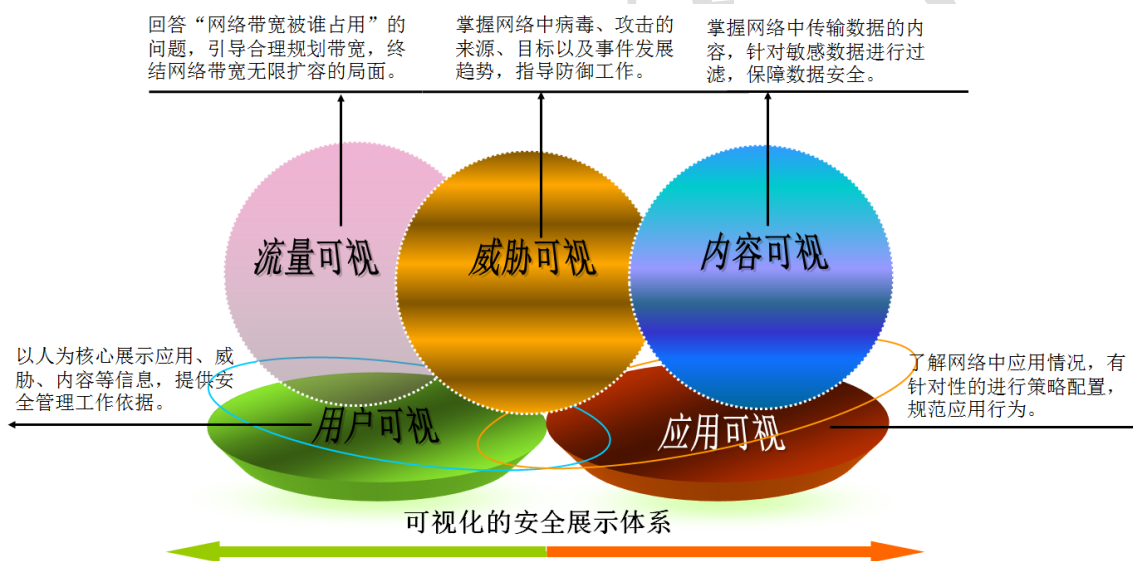 回答“网络带宽被谁占用”的
问题，引导合理规划带宽，终
结网络带宽无限扩容的局面。
掌握网络中病毒、攻击的
来源、目标以及事件发展
趋势，指导防御工作。
掌握网络中传输数据的内
容，针对敏感数据进行过
滤，保障数据安全。
流量可视
威胁可视
内容可视
以人为核心展示应用、威
胁、内容等信息，提供安
全管理工作依据。
了解网络中应用情况，有
针对性的进行策略配置，
规范应用行为。
用户可视
应用可视
可视化的安全展示体系